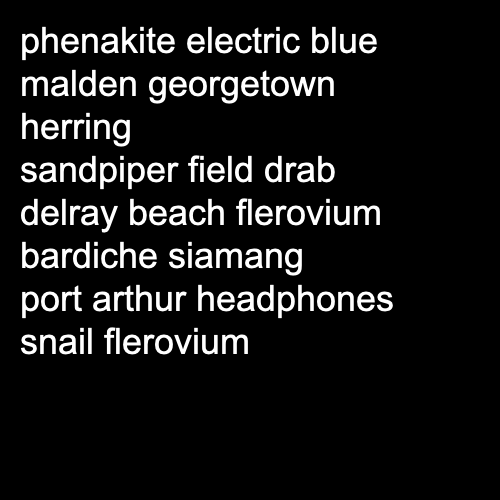 phenakite electric blue
malden georgetown
herring
sandpiper field drab
delray beach flerovium
bardiche siamang
port arthur headphones
snail flerovium